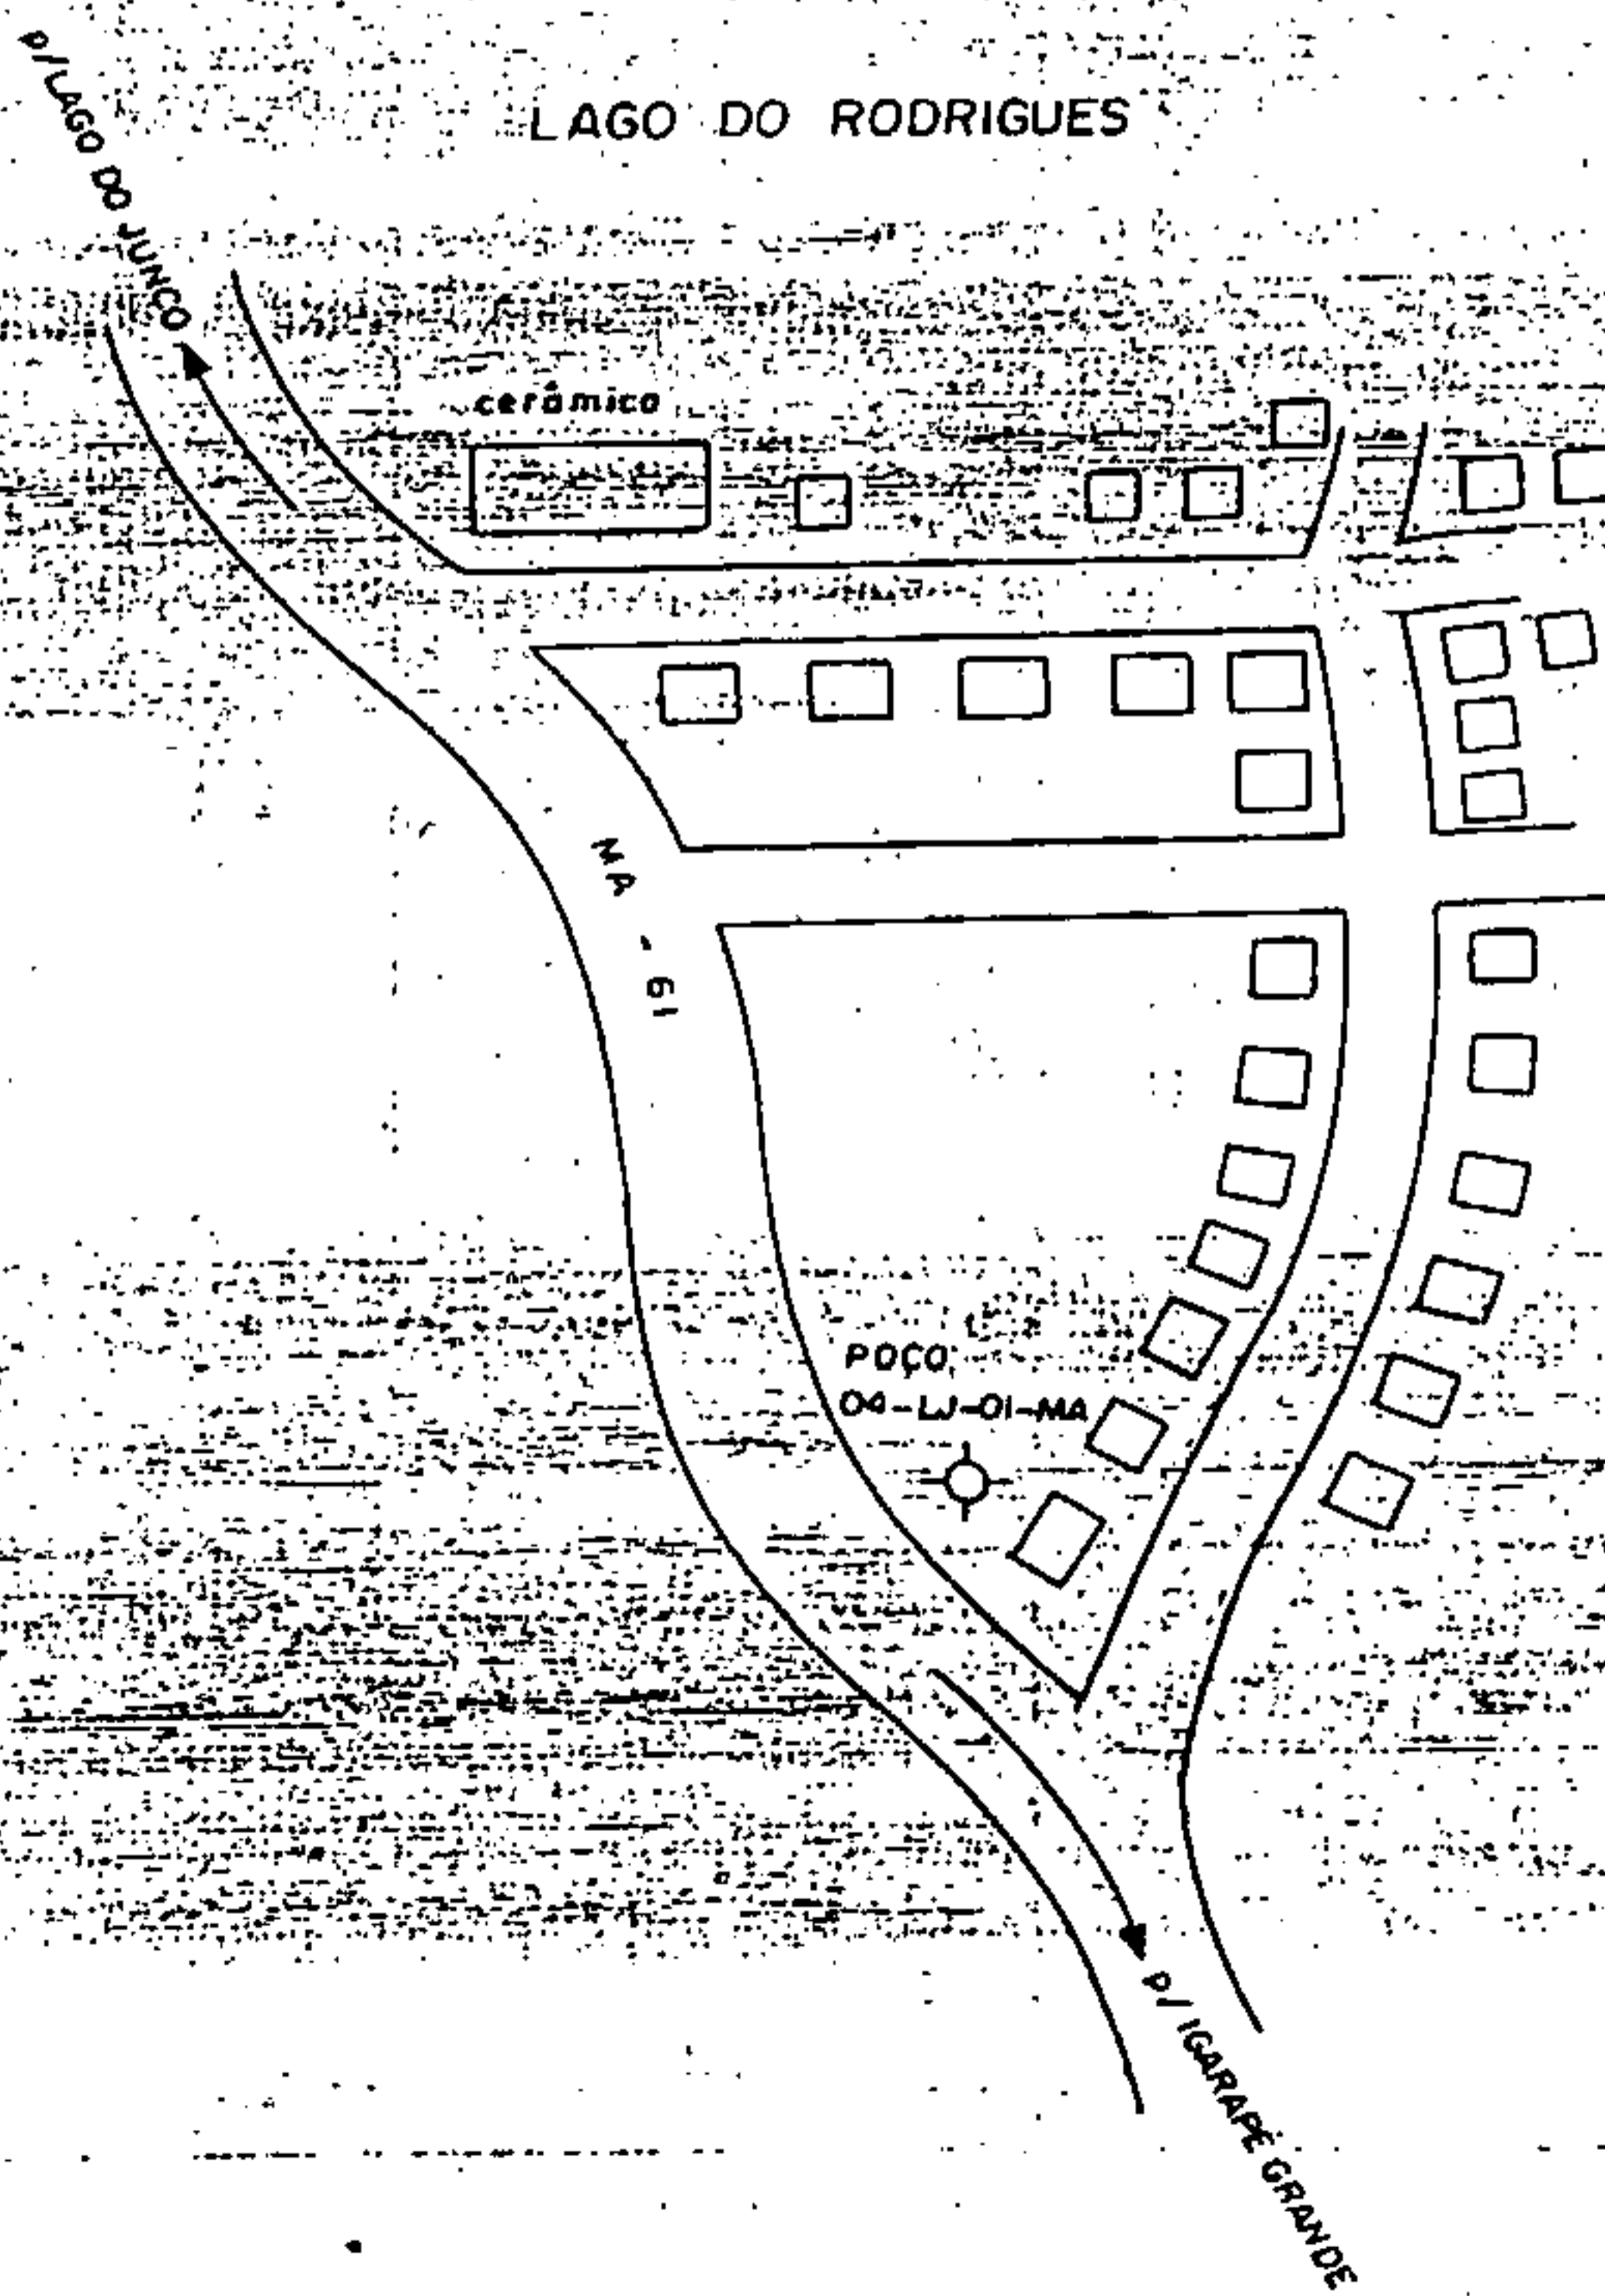 p/LAGO DO JUNCO
LAGO DO RODRIGUES
cerâmica
MA - 61
POÇO
04-LJ-01-MA
p/ IGARAPÉ GRANDE